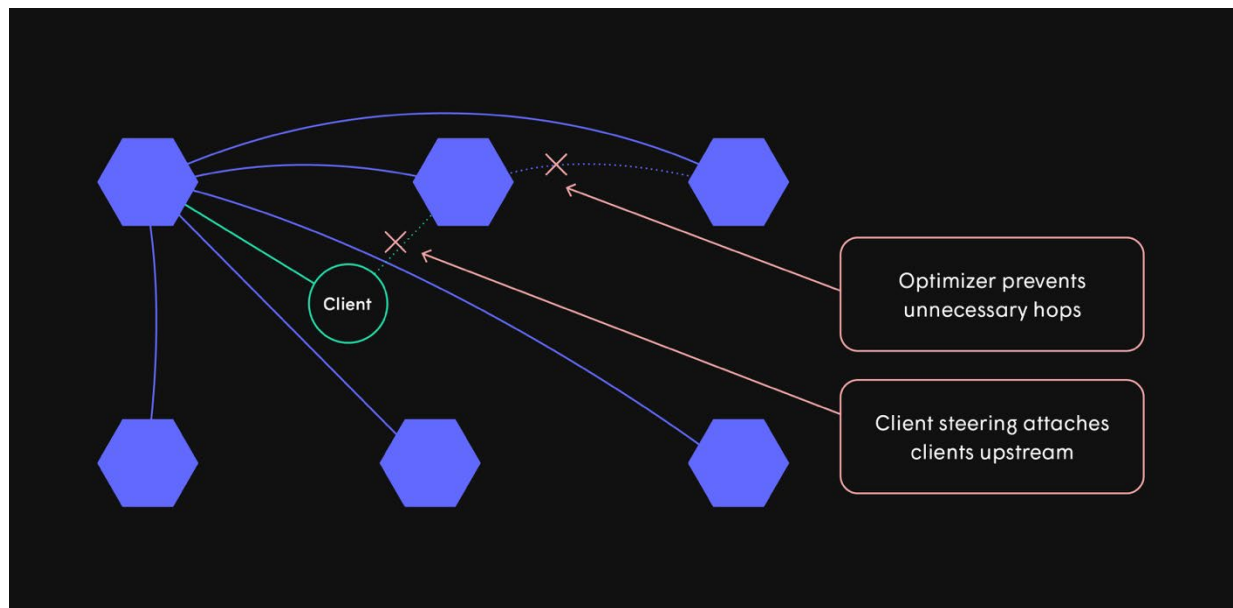 Client
Optimizer prevents
unnecessary hops
Client steering attaches
clients upstream